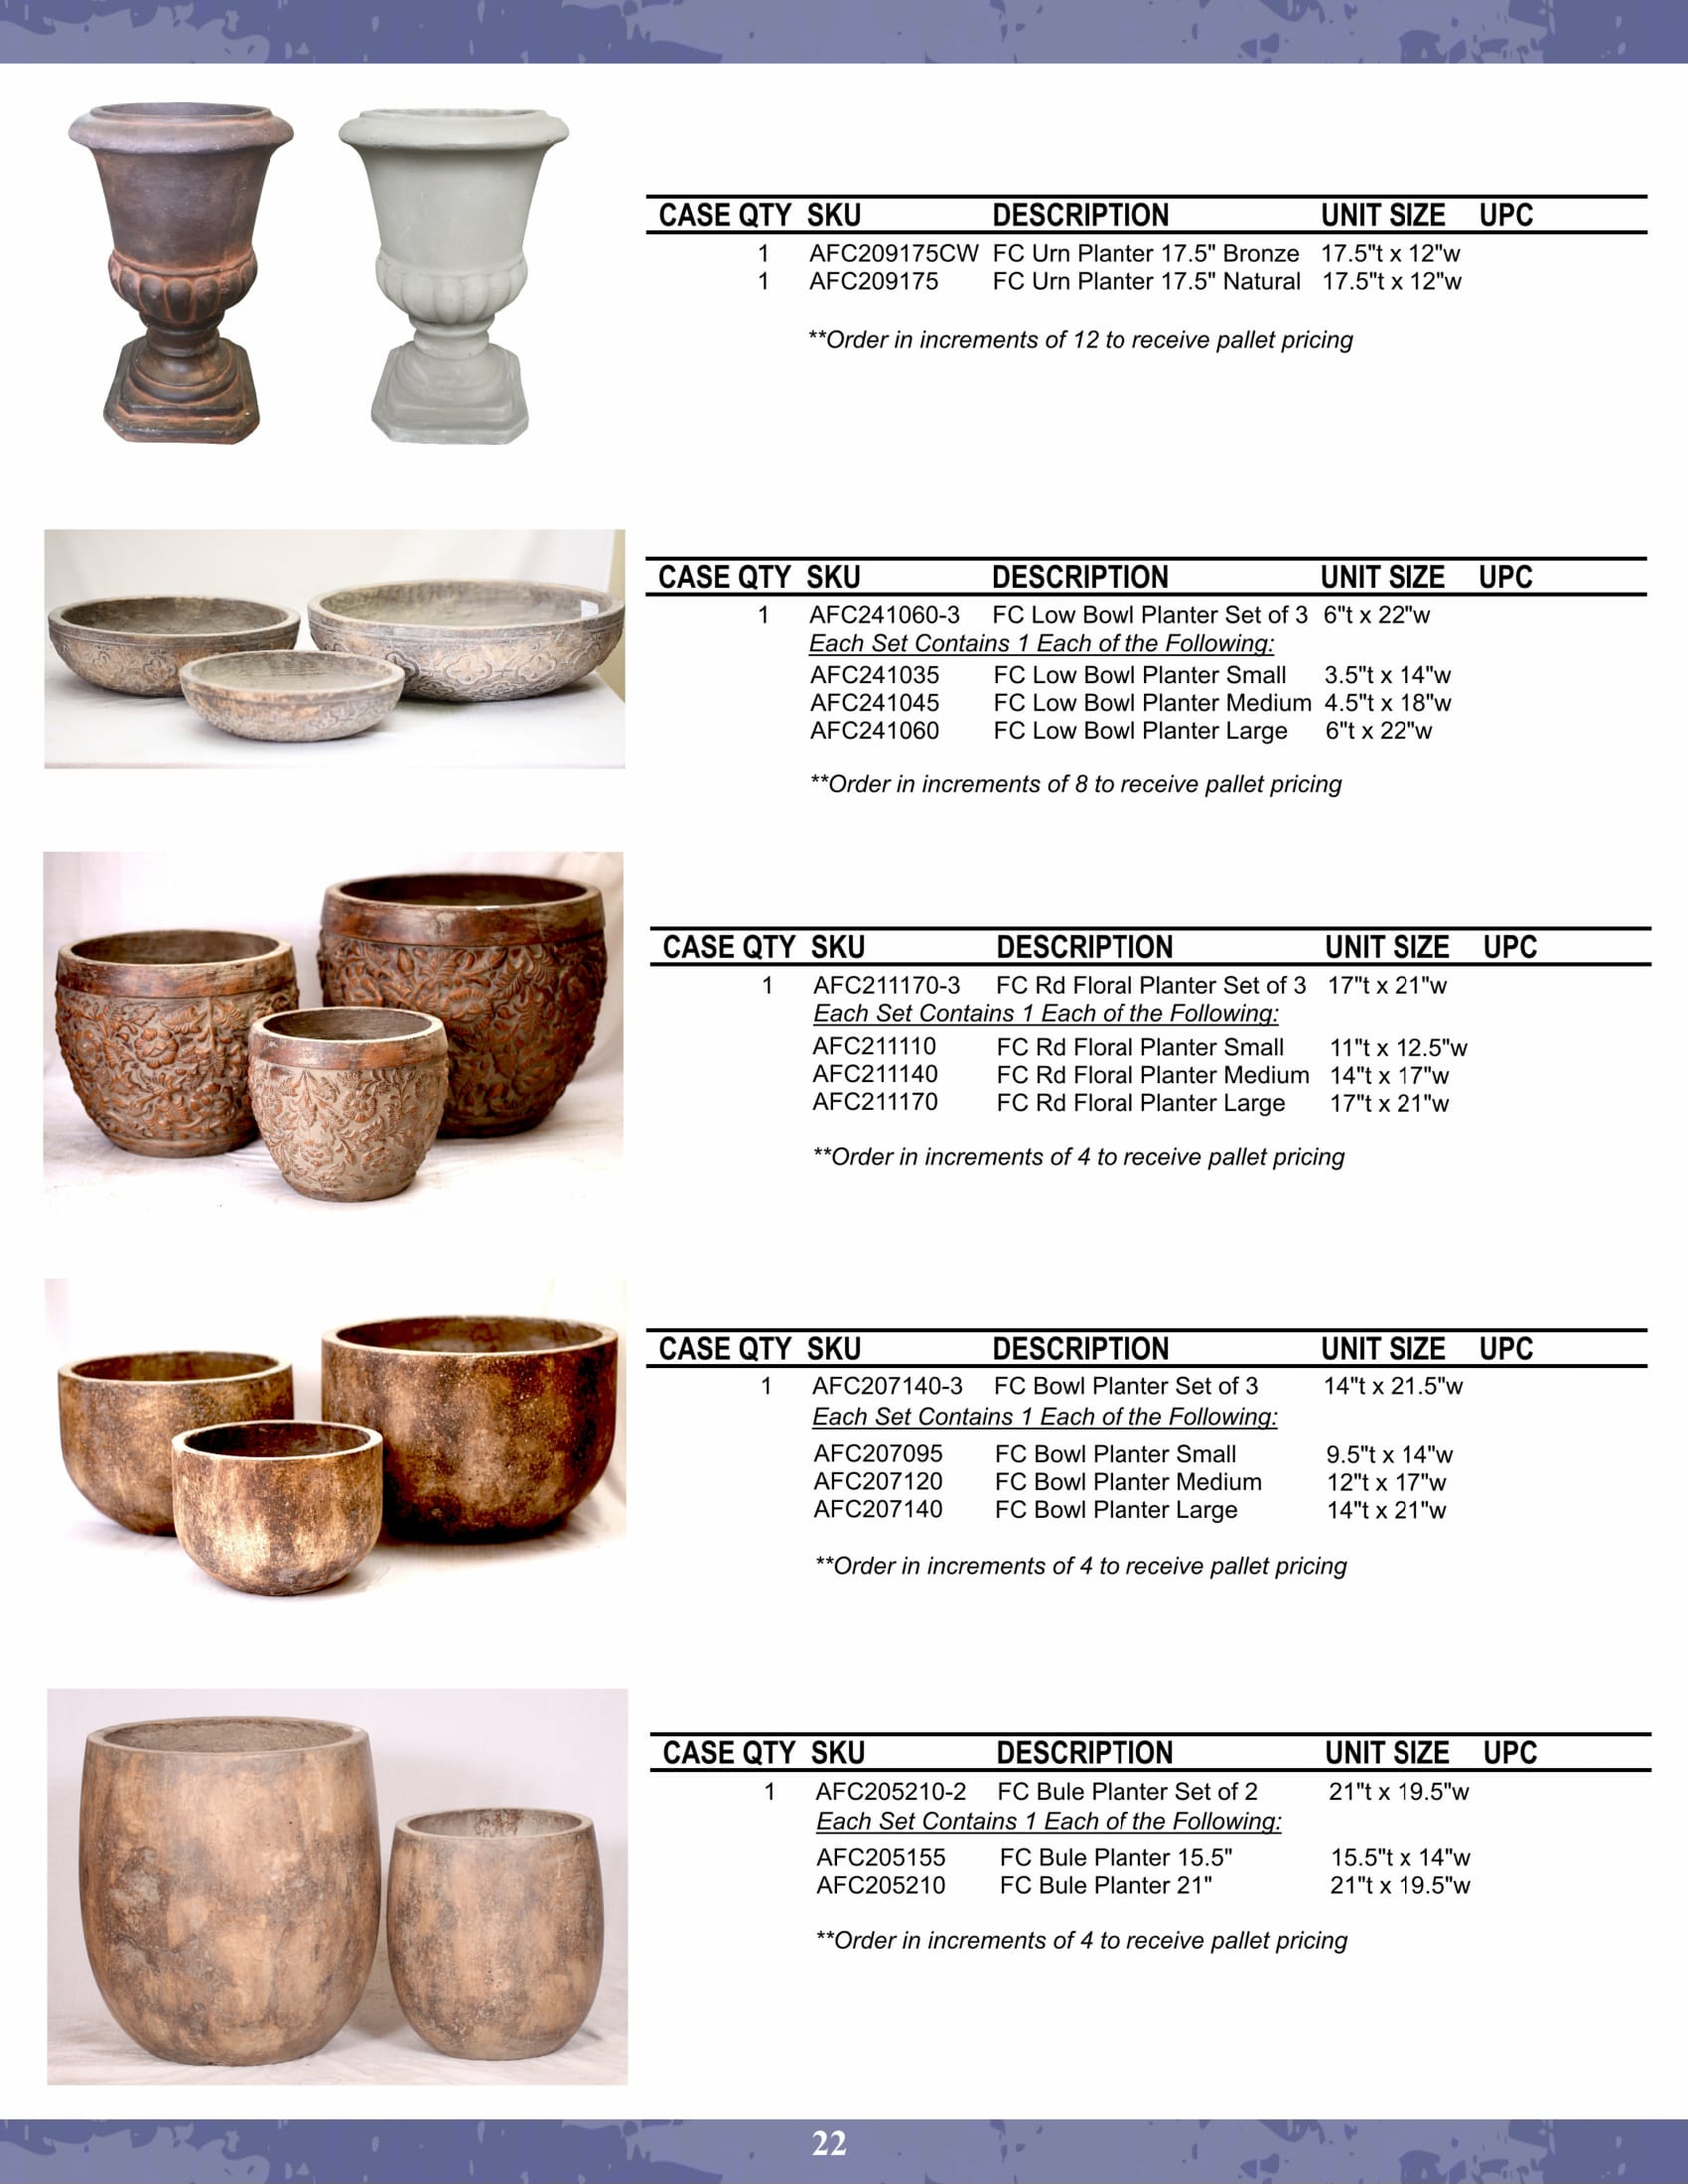 CASE QTY SKU DESCRIPTION UNIT SIZE UPC
1 AFC209175CW FC Urn Planter 17.5" Bronze 17.5"t x 12"w
1 AFC209175 FC Urn Planter 17.5" Natural 17.5"t x 12"w
**Order in increments of 12 to receive pallet pricing
CASE QTY SKU DESCRIPTION UNIT SIZE UPC
1 AFC241060-3 FC Low Bowl Planter Set of 3 6"t x 22"w
Each Set Contains 1 Each of the Following:
AFC241035 FC Low Bowl Planter Small 3.5"t x 14"w
AFC241045 FC Low Bowl Planter Medium 4.5"t x 18"w
AFC241060 FC Low Bowl Planter Large 6"t x 22"w
**Order in increments of 8 to receive pallet pricing
CASE QTY SKU DESCRIPTION UNIT SIZE UPC
1 AFC211170-3 FC Rd Floral Planter Set of 3 17"t x 21"w
Each Set Contains 1 Each of the Following:
AFC211110 FC Rd Floral Planter Small 11"t x 12.5"w
AFC211140 FC Rd Floral Planter Medium 14"t x 17"w
AFC211170 FC Rd Floral Planter Large 17"t x 21"w
**Order in increments of 4 to receive pallet pricing
CASE QTY SKU DESCRIPTION UNIT SIZE UPC
1 AFC207140-3 FC Bowl Planter Set of 3 14"t x 21.5"w
Each Set Contains 1 Each of the Following:
AFC207095 FC Bowl Planter Small 9.5"t x 14"w
AFC207120 FC Bowl Planter Medium 12"t x 17"w
AFC207140 FC Bowl Planter Large 14"t x 21"w
**Order in increments of 4 to receive pallet pricing
CASE QTY SKU DESCRIPTION UNIT SIZE UPC
1 AFC205210-2 FC Bule Planter Set of 2 21"t x 19.5"w
Each Set Contains 1 Each of the Following:
AFC205155 FC Bule Planter 15.5" 15.5"t x 14"w
AFC205210 FC Bule Planter 21" 21"t x 19.5"w
**Order in increments of 4 to receive pallet pricing
22